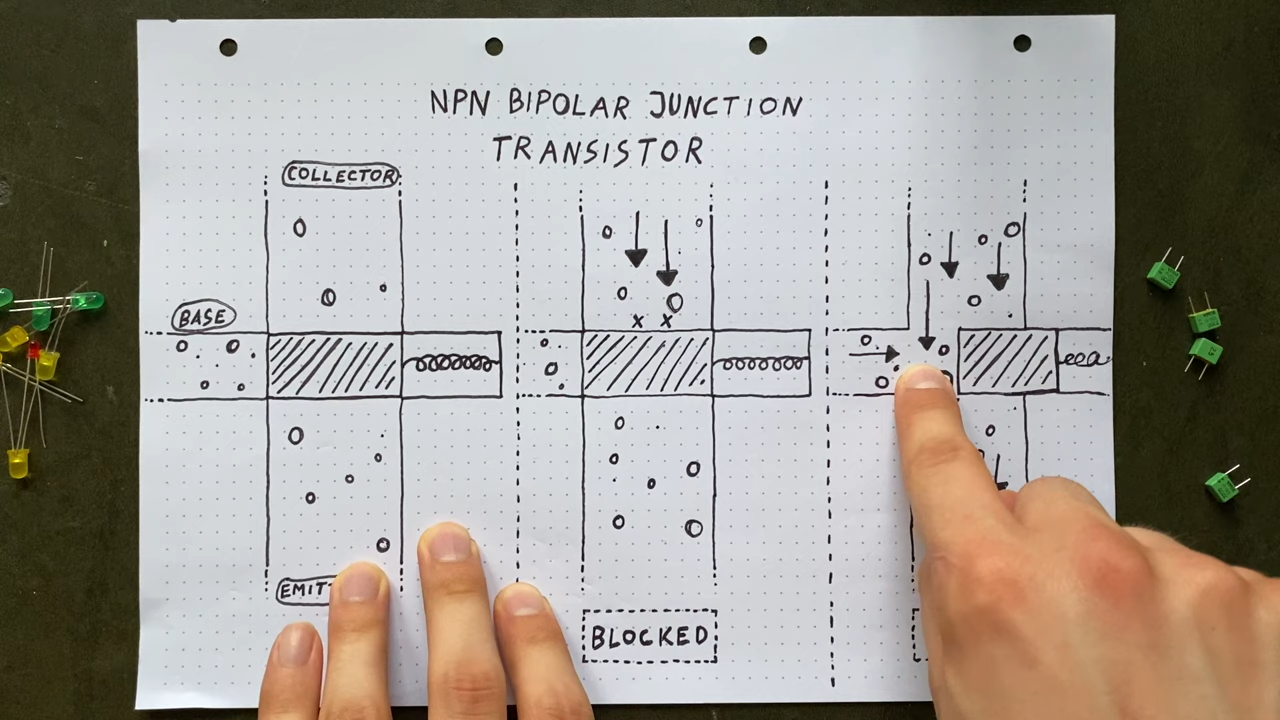 NPN BIPOLAR JUNCTION
TRANSISTOR
COLLECTOR
BASE
x x
BLOCKED